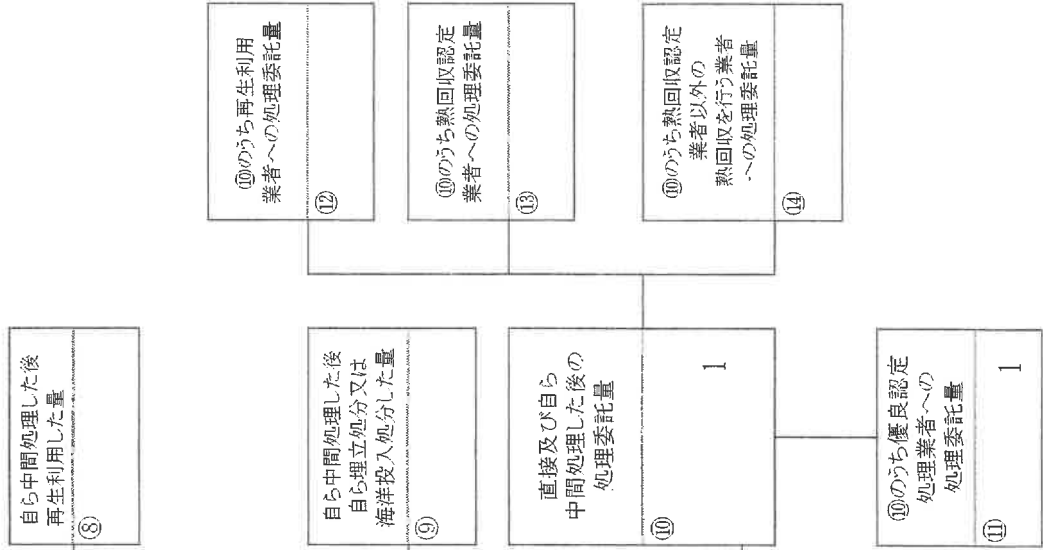 自ら中間処理した後
再生利用した量
⑧
自ら中間処理した後
自ら埋立処分又は
海洋投入処分した量
⑨
直接及び自ら
中間処理した後の
処理委託量
⑩
1
⑩のうち優良認定
処理業者への
処理委託量
⑪
1
⑩のうち再生利用
業者への処理委託量
⑫
⑩のうち熱回収認定
業者への処理委託量
⑬
⑩のうち熱回収認定
業者以外の
熱回収を行う業者
への処理委託量
⑭